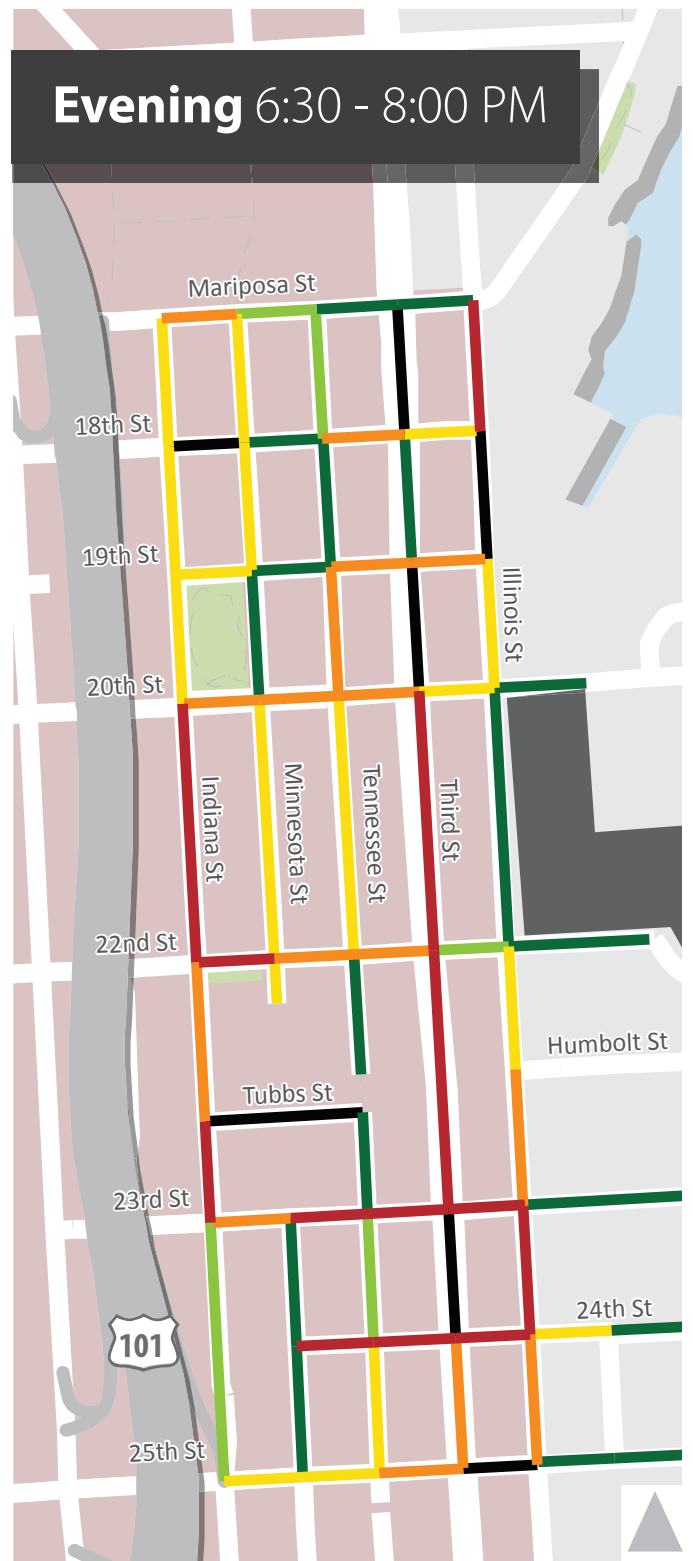 Evening 6:30 - 8:00 PM
Mariposa St
18th St
19th St
Illinois St
20th St
Indiana St
Minnesota St
Tennessee St
Third St
22nd St
Humbolt St
Tubbs St
23rd St
24th St
101
25th St